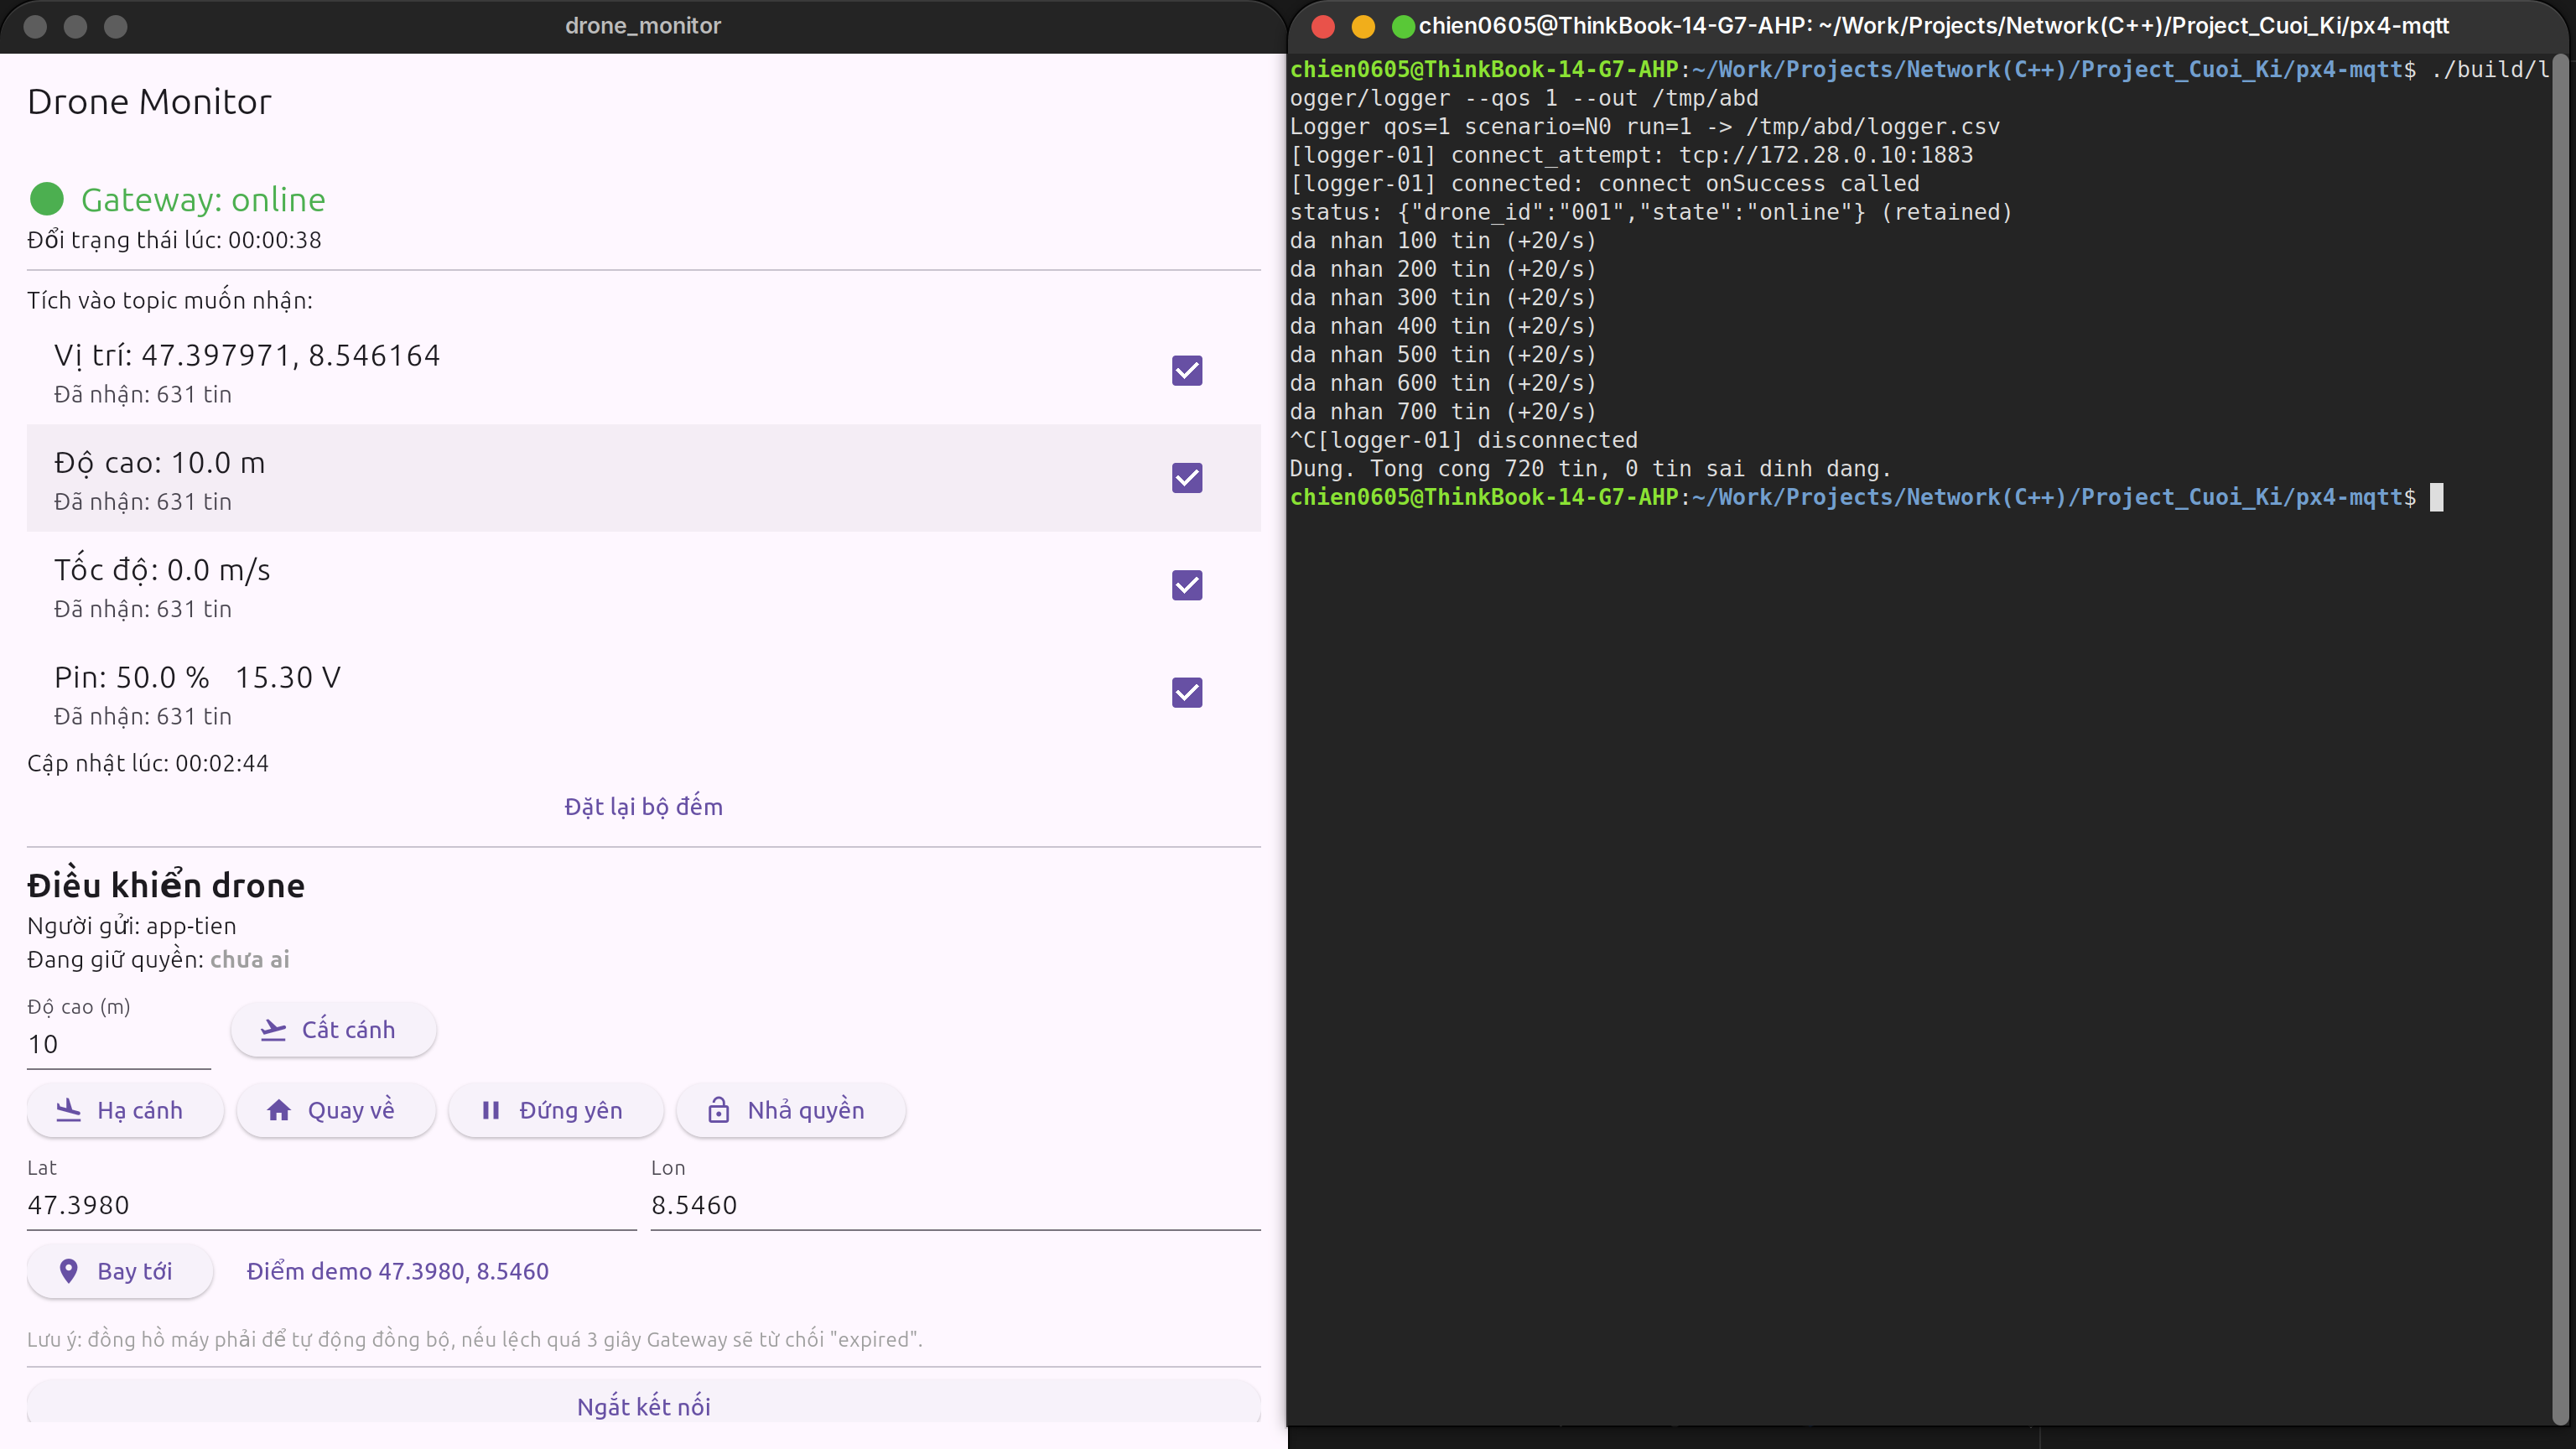 drone_monitor
Drone Monitor
Gateway: online
Đổi trạng thái lúc: 00:00:38
Tích vào topic muốn nhận:
Vị trí: 47.397971, 8.546164
Đã nhận: 631 tin
Độ cao: 10.0 m
Đã nhận: 631 tin
Tốc độ: 0.0 m/s
Đã nhận: 631 tin
Pin: 50.0 %   15.30 V
Đã nhận: 631 tin
Cập nhật lúc: 00:02:44
Đặt lại bộ đếm
Điều khiển drone
Người gửi: app-tien
Đang giữ quyền: chưa ai
Độ cao (m)
10
Cất cánh
Hạ cánh
Quay về
Đứng yên
Nhả quyền
Lat
Lon
47.3980
8.5460
Bay tới
Điểm demo 47.3980, 8.5460
Lưu ý: đồng hồ máy phải để tự động đồng bộ, nếu lệch quá 3 giây Gateway sẽ từ chối "expired".
Ngắt kết nối
chien0605@ThinkBook-14-G7-AHP: ~/Work/Projects/Network(C++)/Project_Cuoi_Ki/px4-mqtt
chien0605@ThinkBook-14-G7-AHP:~/Work/Projects/Network(C++)/Project_Cuoi_Ki/px4-mqtt$ ./build/l
ogger/logger --qos 1 --out /tmp/abd
Logger qos=1 scenario=N0 run=1 -> /tmp/abd/logger.csv
[logger-01] connect_attempt: tcp://172.28.0.10:1883
[logger-01] connected: connect onSuccess called
status: {"drone_id":"001","state":"online"} (retained)
da nhan 100 tin (+20/s)
da nhan 200 tin (+20/s)
da nhan 300 tin (+20/s)
da nhan 400 tin (+20/s)
da nhan 500 tin (+20/s)
da nhan 600 tin (+20/s)
da nhan 700 tin (+20/s)
^C[logger-01] disconnected
Dung. Tong cong 720 tin, 0 tin sai dinh dang.
chien0605@ThinkBook-14-G7-AHP:~/Work/Projects/Network(C++)/Project_Cuoi_Ki/px4-mqtt$